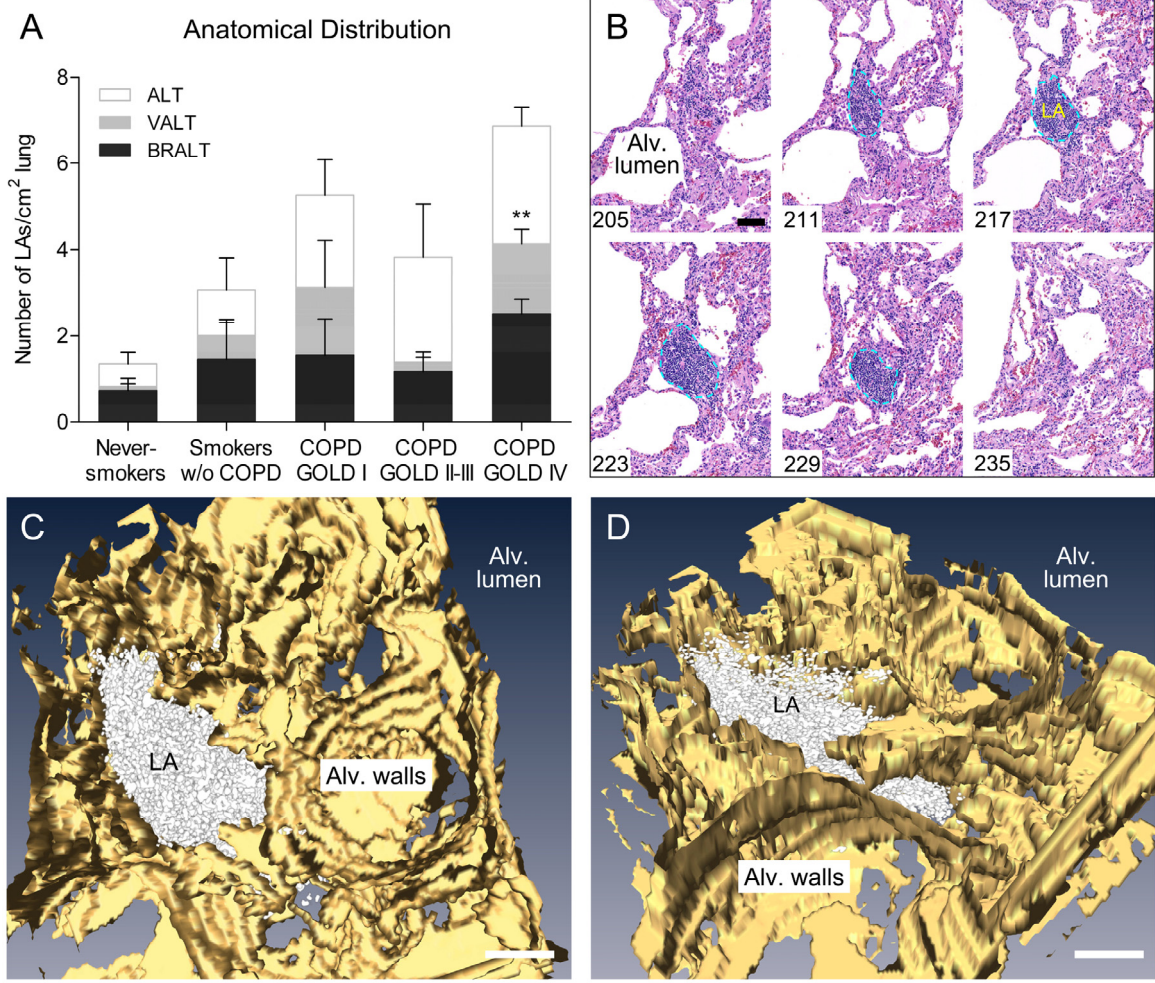 A
Anatomical Distribution
Number of LAs/cm² lung
8
6
4
2
0
ALT
VALT
BRALT
**
Never-
smokers
Smokers
w/o COPD
COPD
GOLD I
COPD
GOLD II-III
COPD
GOLD IV
B
Alv.
lumen
205
211
LA
217
223
229
235
C
Alv.
lumen
LA
Alv. walls
D
Alv.
lumen
LA
Alv. walls